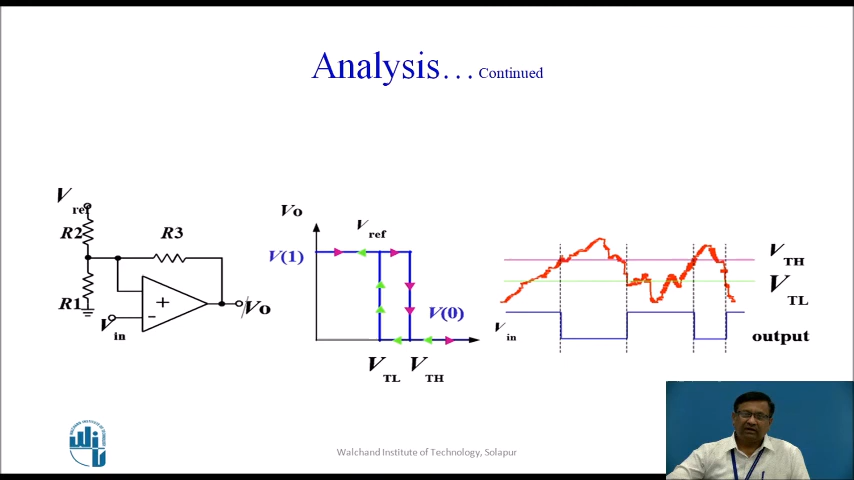 Analysis… Continued
V
ref
R2
R3
R1
+
-
V
in
Vo
Vo
V
ref
V(1)
V(0)
V
TL
V
TH
V
TH
V
TL
V
in
output
Walchand Institute of Technology, Solapur